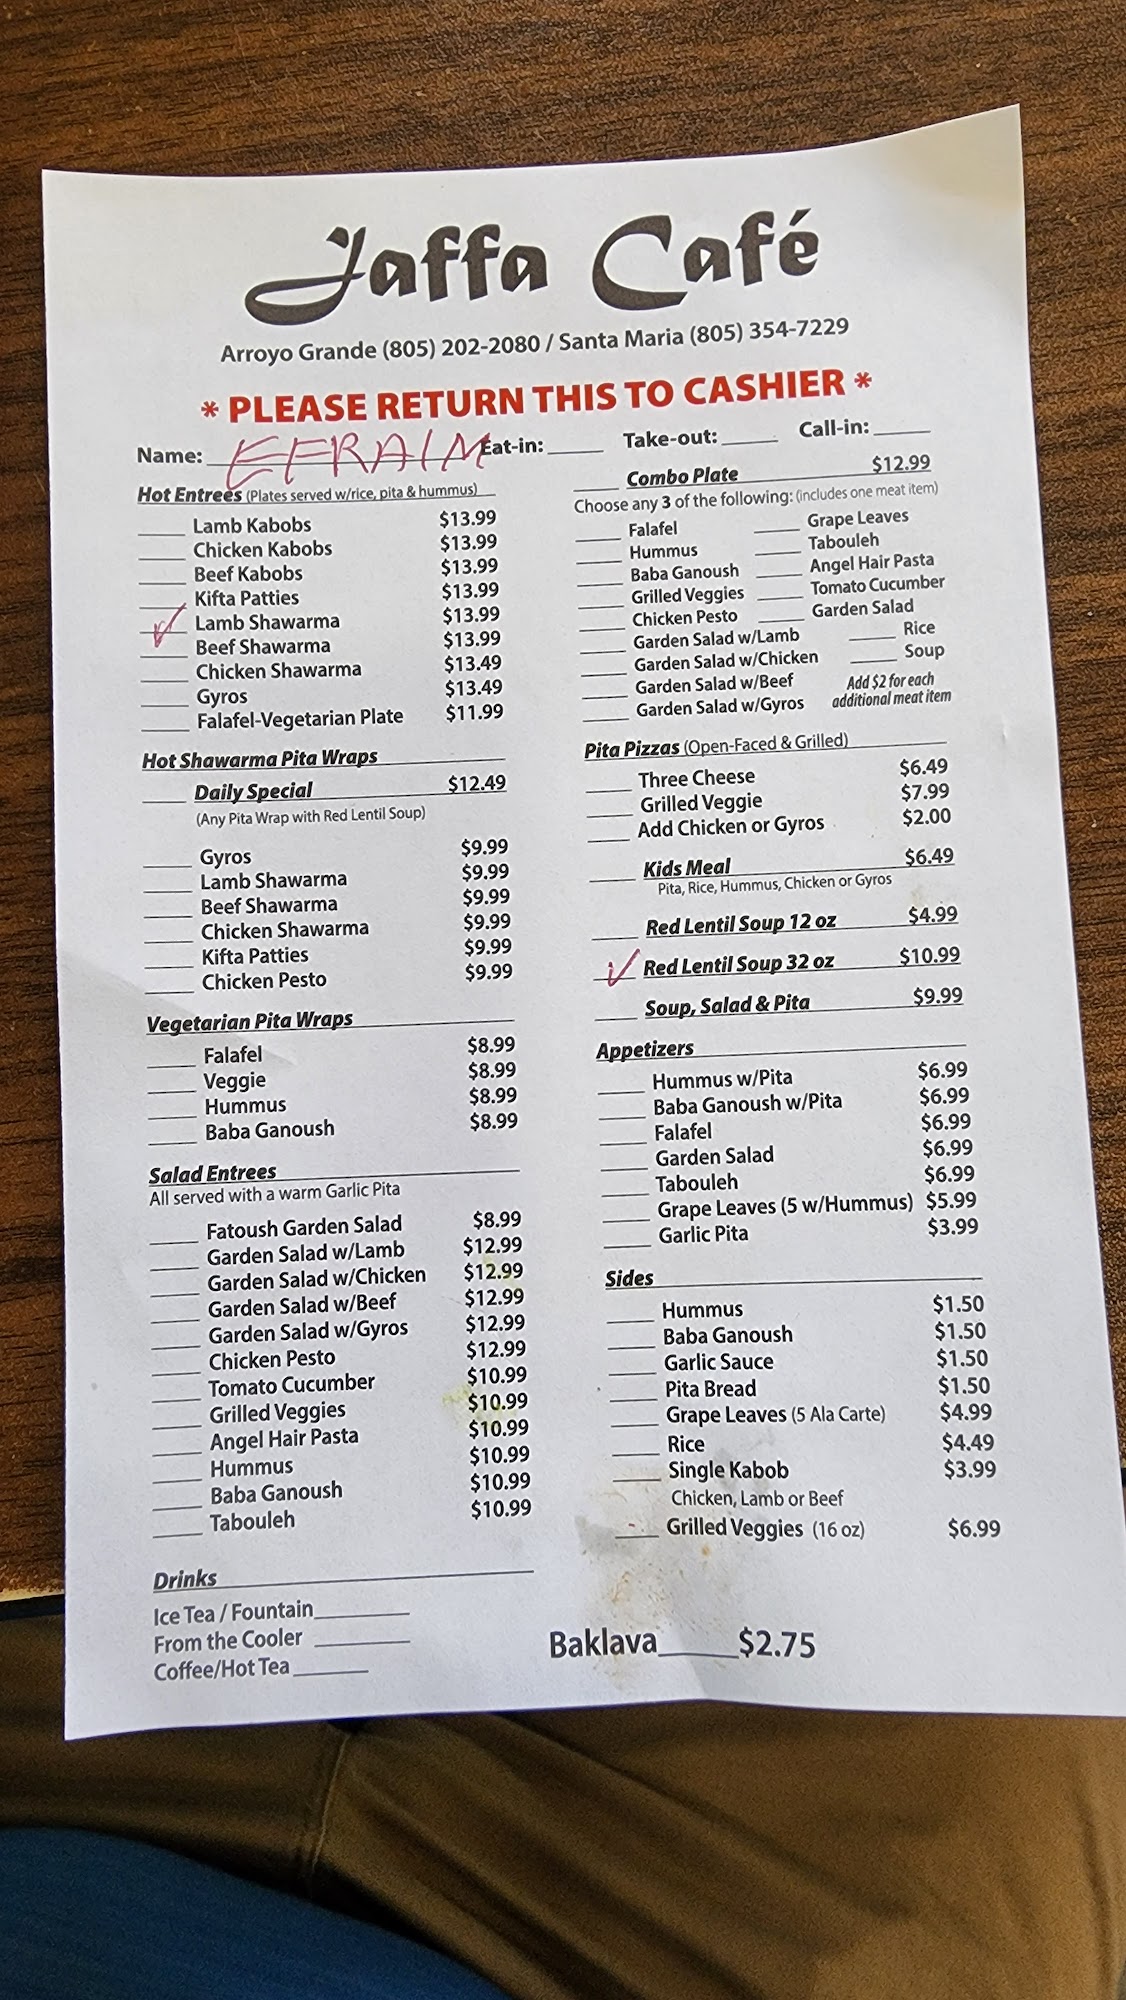 Jaffa Café
Arroyo Grande (805) 202-2080 / Santa Maria (805) 354-7229
* PLEASE RETURN THIS TO CASHIER *
Name: EFRAIM Eat-in: Take-out: Call-in:
Hot Entrees (Plates served w/rice, pita & hummus)
Lamb Kabobs $13.99
Chicken Kabobs $13.99
Beef Kabobs $13.99
Kifta Patties $13.99
Lamb Shawarma $13.99
Beef Shawarma $13.99
Chicken Shawarma $13.49
Gyros $13.49
Falafel-Vegetarian Plate $11.99
Hot Shawarma Pita Wraps
Daily Special $12.49
(Any Pita Wrap with Red Lentil Soup)
Gyros $9.99
Lamb Shawarma $9.99
Beef Shawarma $9.99
Chicken Shawarma $9.99
Kifta Patties $9.99
Chicken Pesto $9.99
Vegetarian Pita Wraps
Falafel $8.99
Veggie $8.99
Hummus $8.99
Baba Ganoush $8.99
Salad Entrees
All served with a warm Garlic Pita
Fatoush Garden Salad $8.99
Garden Salad w/Lamb $12.99
Garden Salad w/Chicken $12.99
Garden Salad w/Beef $12.99
Garden Salad w/Gyros $12.99
Chicken Pesto $12.99
Tomato Cucumber $10.99
Grilled Veggies $10.99
Angel Hair Pasta $10.99
Hummus $10.99
Baba Ganoush $10.99
Tabouleh $10.99
Drinks
Ice Tea / Fountain
From the Cooler
Coffee/Hot Tea
Combo Plate $12.99
Choose any 3 of the following: (includes one meat item)
Falafel Grape Leaves
Hummus Tabouleh
Baba Ganoush Angel Hair Pasta
Grilled Veggies Tomato Cucumber
Chicken Pesto Garden Salad
Garden Salad w/Lamb Rice
Garden Salad w/Chicken Soup
Garden Salad w/Beef Add $2 for each
Garden Salad w/Gyros additional meat item
Pita Pizzas (Open-Faced & Grilled)
Three Cheese $6.49
Grilled Veggie $7.99
Add Chicken or Gyros $2.00
Kids Meal $6.49
Pita, Rice, Hummus, Chicken or Gyros
Red Lentil Soup 12 oz $4.99
Red Lentil Soup 32 oz $10.99
Soup, Salad & Pita $9.99
Appetizers
Hummus w/Pita $6.99
Baba Ganoush w/Pita $6.99
Falafel $6.99
Garden Salad $6.99
Tabouleh $6.99
Grape Leaves (5 w/Hummus) $5.99
Garlic Pita $3.99
Sides
Hummus $1.50
Baba Ganoush $1.50
Garlic Sauce $1.50
Pita Bread $1.50
Grape Leaves (5 Ala Carte) $4.99
Rice $4.49
Single Kabob $3.99
Chicken, Lamb or Beef
Grilled Veggies (16 oz) $6.99
Baklava $2.75